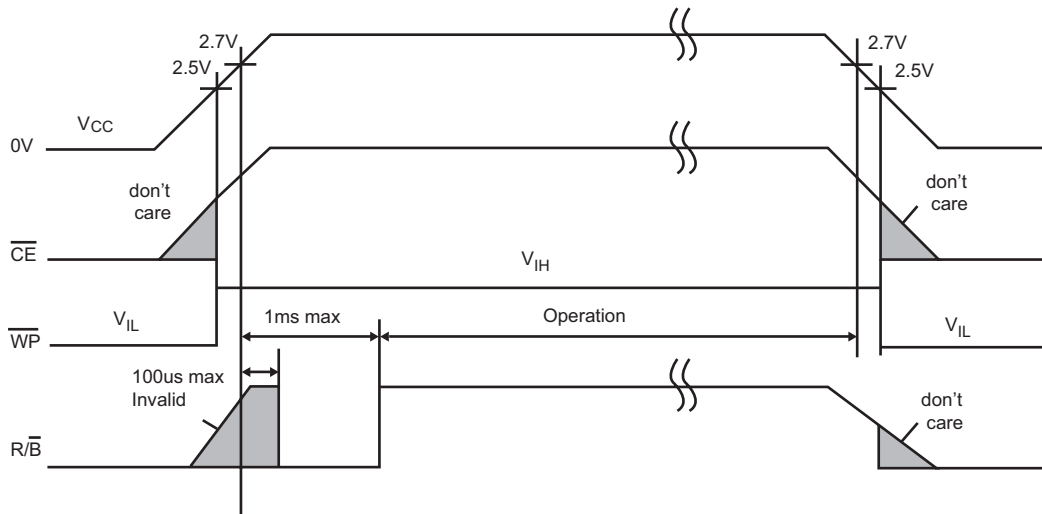 2.7V
2.5V
2.7V
2.5V
VCC
0V
don't
care
don't
care
CE
VIH
VIL
1ms max
Operation
VIL
WP
100us max
Invalid
don't
care
R/B